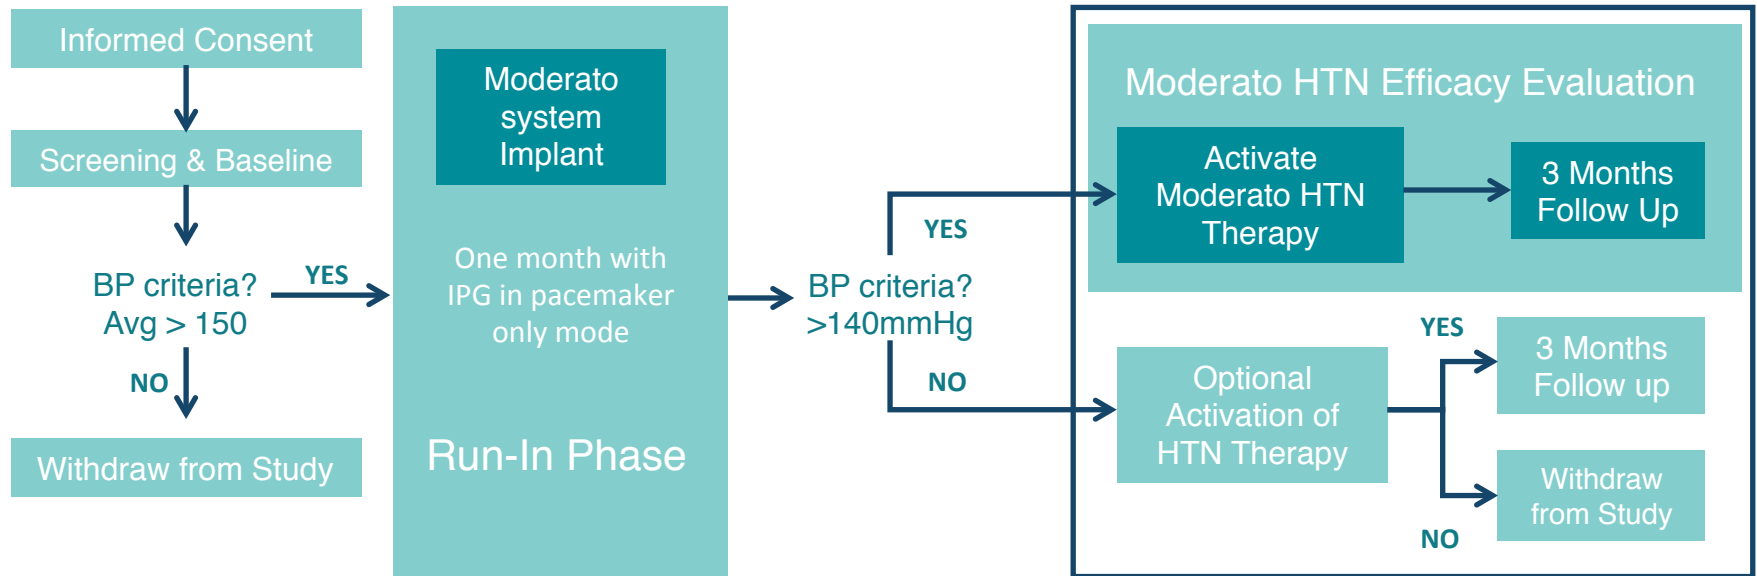 Informed Consent
Screening & Baseline
BP criteria?
Avg > 150
YES
NO
Withdraw from Study
Moderato
system
Implant
One month with
IPG in pacemaker
only mode
Run-In Phase
BP criteria?
>140mmHg
YES
NO
Moderato HTN Efficacy Evaluation
Activate
Moderato HTN
Therapy
3 Months
Follow Up
Optional
Activation of
HTN Therapy
YES
3 Months
Follow up
NO
Withdraw
from Study